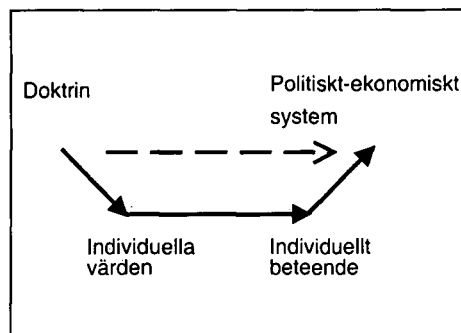 Doktrin
Politiskt-ekonomiskt
system
Individuella
värden
Individuellt
beteende